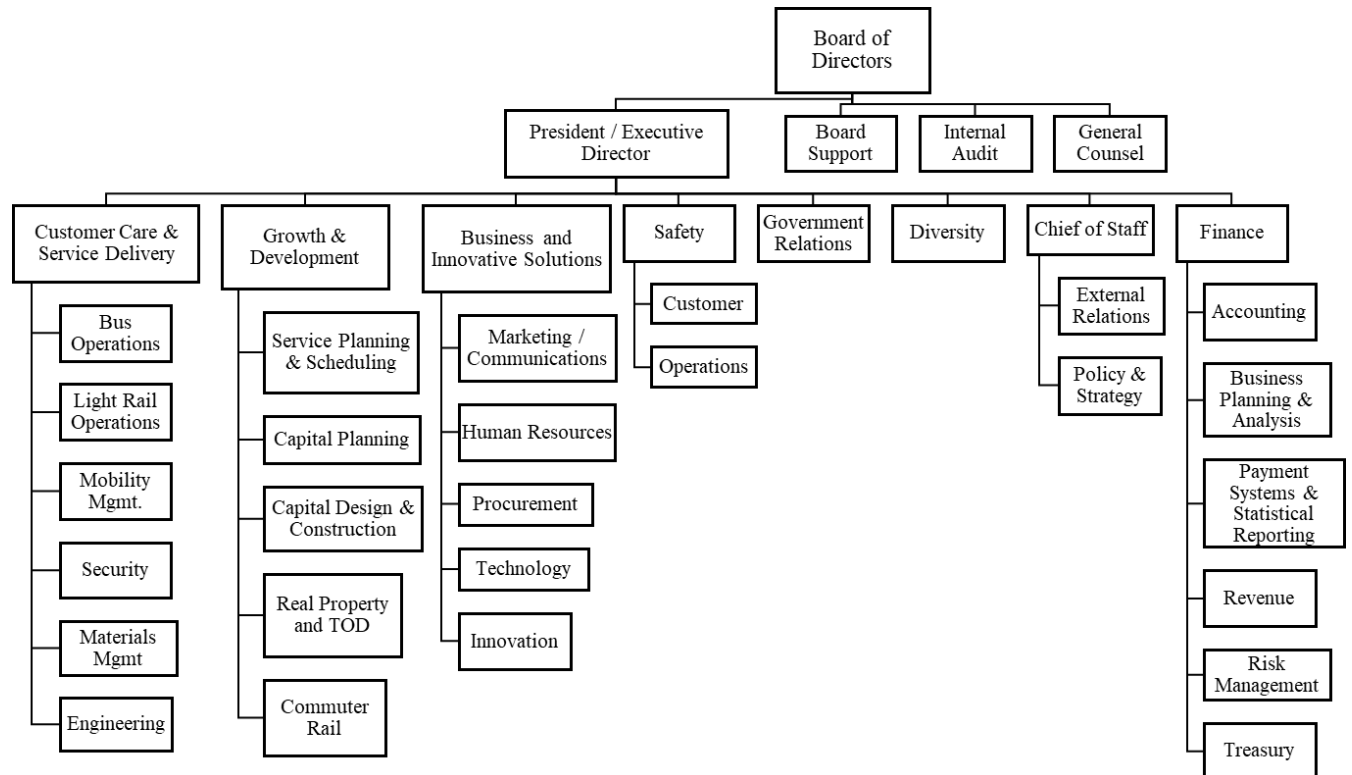 Board of
Directors
President / Executive
Director
Board
Support
Internal
Audit
General
Counsel
Customer Care &
Service Delivery
Growth &
Development
Business and
Innovative Solutions
Safety
Government
Relations
Diversity
Chief of Staff
Finance
Bus
Operations
Light Rail
Operations
Mobility
Mgmt.
Security
Materials
Mgmt
Engineering
Service Planning
& Scheduling
Capital Planning
Capital Design &
Construction
Real Property
and TOD
Commuter
Rail
Marketing /
Communications
Human Resources
Procurement
Technology
Innovation
Customer
Operations
External
Relations
Policy &
Strategy
Accounting
Business
Planning &
Analysis
Payment
Systems &
Statistical
Reporting
Revenue
Risk
Management
Treasury